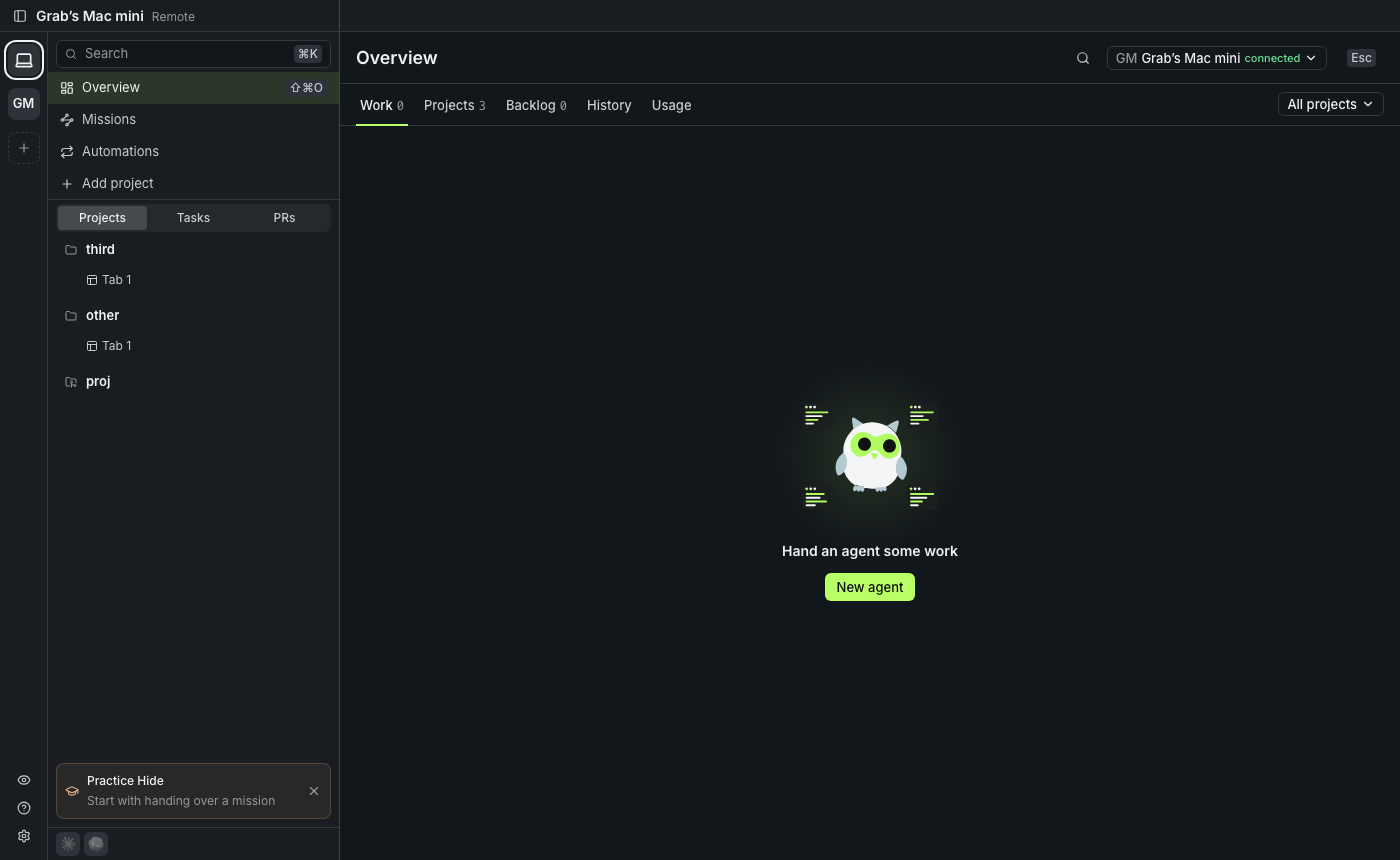 Grab's Mac mini Remote
Search ⌘K
Overview ⇧⌘O
GM
Missions
Automations
Add project
Projects Tasks PRs
third
Tab 1
other
Tab 1
proj
Practice Hide
Start with handing over a mission
Overview
GM Grab's Mac mini connected
Esc
Work 0 Projects 3 Backlog 0 History Usage
All projects
Hand an agent some work
New agent